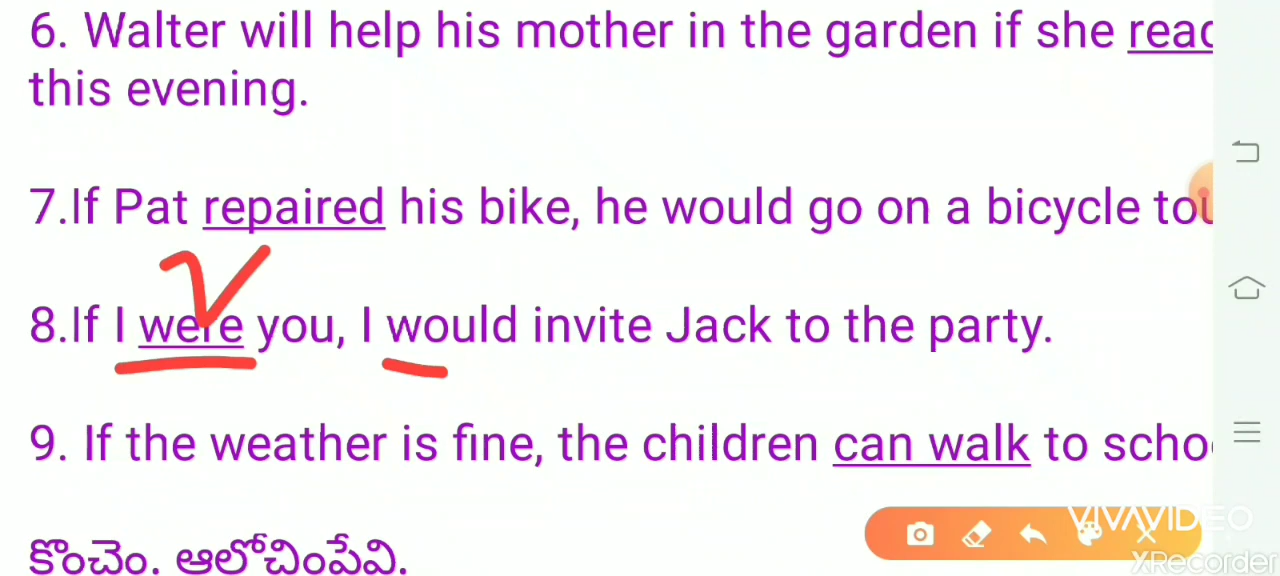 6. Walter will help his mother in the garden if she
this evening.
7.If Pat repaired his bike, he would go on a bicycle
8.If I were you, I would invite Jack to the party.
9. If the weather is fine, the children can walk to
కొంచెం. ఆలోచింపేవి.
VIVAVIDEO
XRecorder